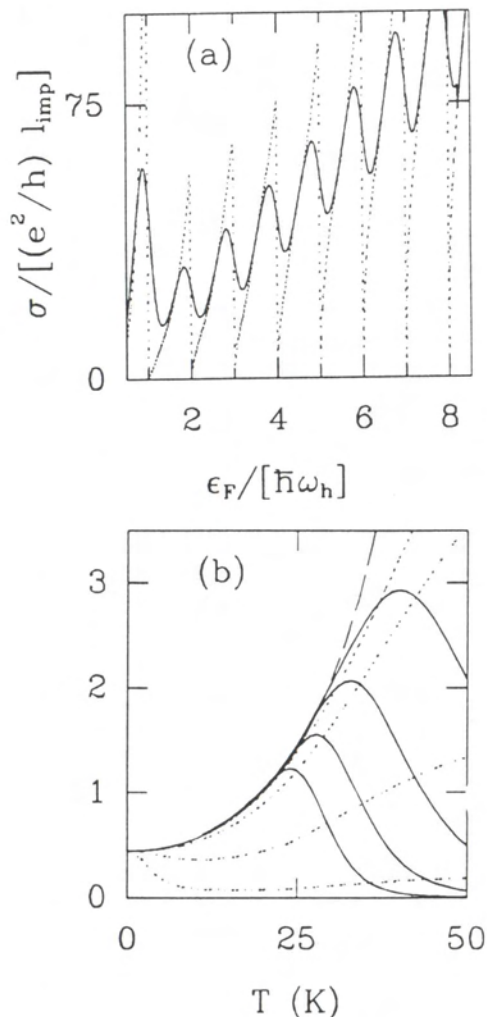 (a)
75
0
σ/[(e²/h) l_imp]
2 4 6 8
ϵ_F/[ħω_h]
(b)
3
2
1
0
0 25 50
T (K)